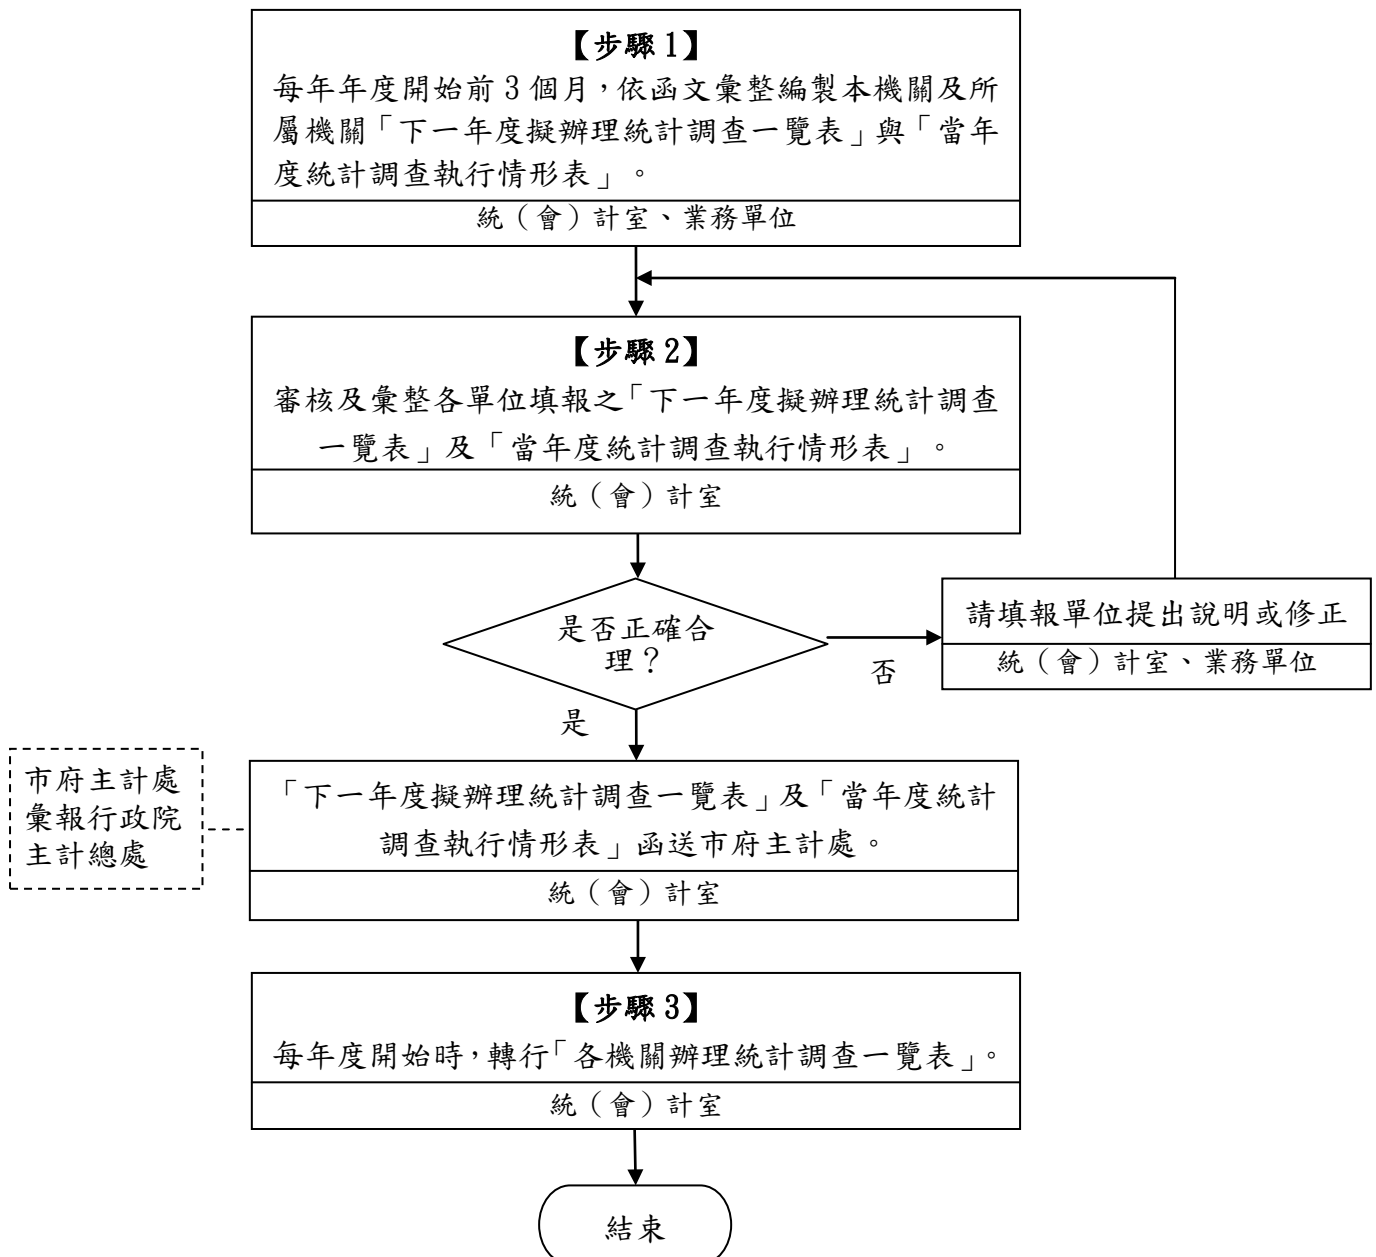 【步驟1】
每年年度開始前3個月，依函文彙整編製本機關及所
屬機關「下一年度擬辦理統計調查一覽表」與「當年
度統計調查執行情形表」。
統（會）計室、業務單位
【步驟2】
審核及彙整各單位填報之「下一年度擬辦理統計調查
一覽表」及「當年度統計調查執行情形表」。
統（會）計室
是否正確合
理？
否
請填報單位提出說明或修正
統（會）計室、業務單位
是
市府主計處
彙報行政院
主計總處
「下一年度擬辦理統計調查一覽表」及「當年度統計
調查執行情形表」函送市府主計處。
統（會）計室
【步驟3】
每年度開始時，轉行「各機關辦理統計調查一覽表」。
統（會）計室
結束